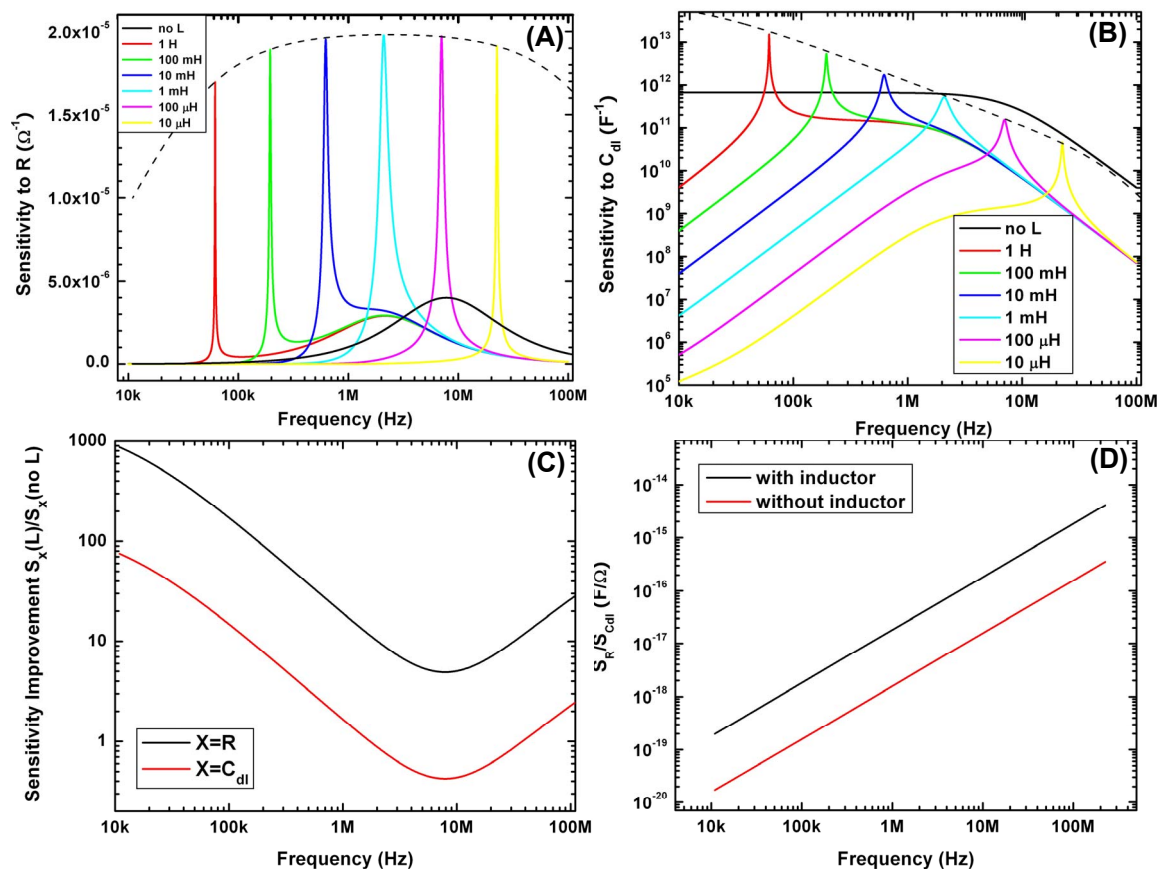 (A)
Sensitivity to R (Ω⁻¹)
2.0x10⁻⁵
1.5x10⁻⁵
1.0x10⁻⁵
5.0x10⁻⁶
0.0
no L
1 H
100 mH
10 mH
1 mH
100 μH
10 μH
10k 100k 1M 10M 100M
Frequency (Hz)
(B)
Sensitivity to C_dl (F⁻¹)
10¹³
10¹²
10¹¹
10¹⁰
10⁹
10⁸
10⁷
10⁶
10⁵
no L
1 H
100 mH
10 mH
1 mH
100 μH
10 μH
10k 100k 1M 10M 100M
Frequency (Hz)
(C)
Sensitivity Improvement S_x(L)/S_x(no L)
1000
100
10
1
X=R
X=C_dl
10k 100k 1M 10M 100M
Frequency (Hz)
(D)
S_R/S_Cdl (F/Ω)
10⁻¹⁴
10⁻¹⁵
10⁻¹⁶
10⁻¹⁷
10⁻¹⁸
10⁻¹⁹
10⁻²⁰
with inductor
without inductor
10k 100k 1M 10M 100M
Frequency (Hz)